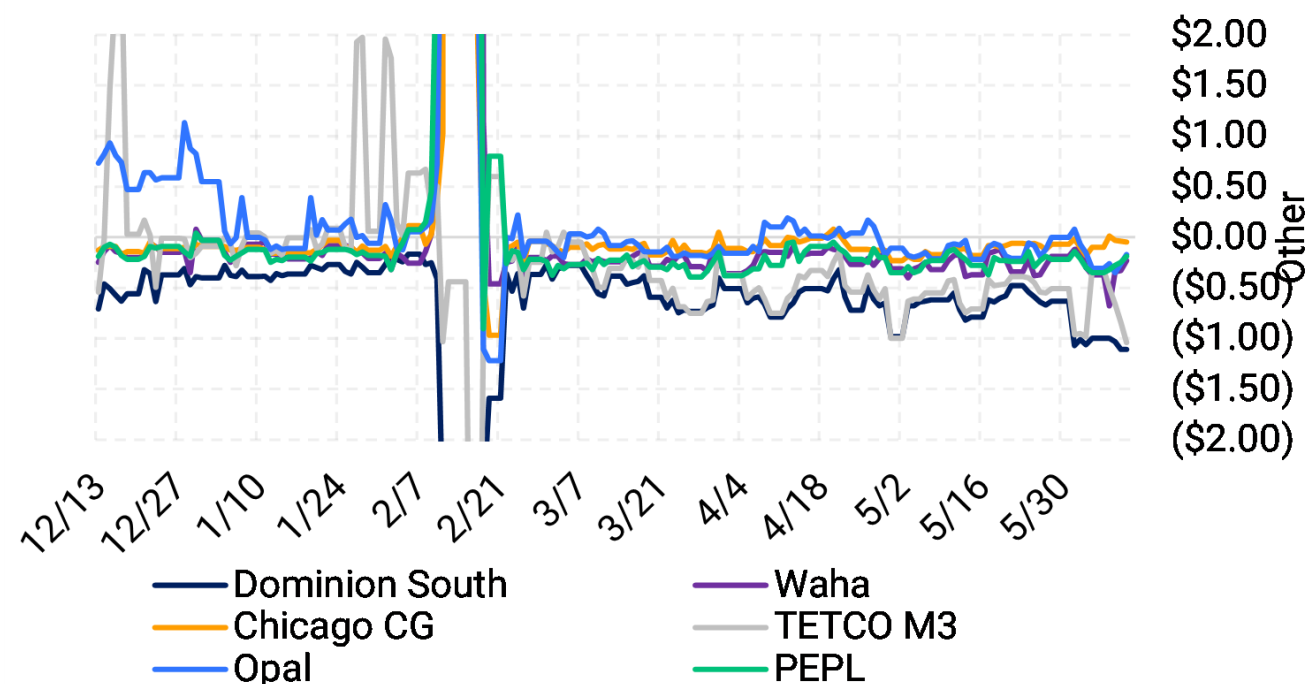 $2.00
$1.50
$1.00
$0.50
$0.00
($0.50)
($1.00)
($1.50)
($2.00)
Other
12/13 12/27 1/10 1/24 2/7 2/21 3/7 3/21 4/4 4/18 5/2 5/16 5/30
Dominion South Waha
Chicago CG TETCO M3
Opal PEPL